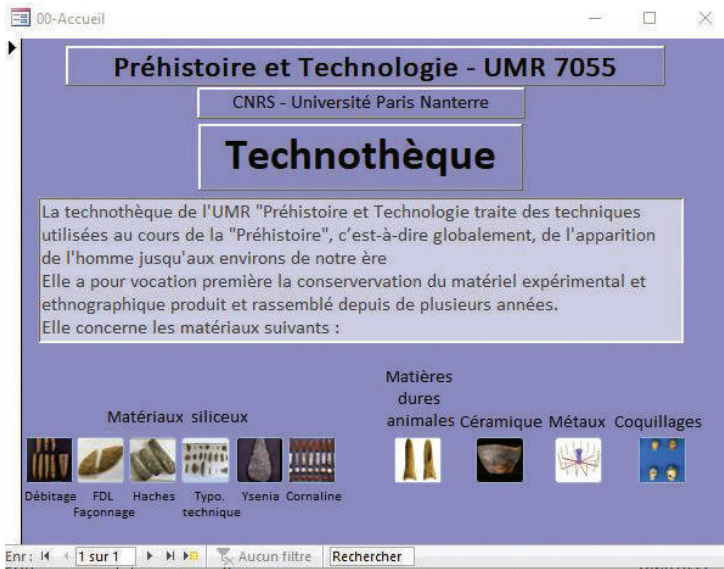 00-Accueil
Préhistoire et Technologie - UMR 7055
CNRS - Université Paris Nanterre
Technothèque
La technothèque de l'UMR "Préhistoire et Technologie traite des techniques
utilisées au cours de la "Préhistoire", c’est-à-dire globalement, de l'apparition
de l'homme jusqu'aux environs de notre ère
Elle a pour vocation première la conservervation du matériel expérimental et
ethnographique produit et rassemblé depuis de plusieurs années.
Elle concerne les matériaux suivants :
Matériaux siliceux
Débitage
FDL
Façonnage
Haches
Typo.
technique
Ysenia
Cornaline
Matières
dures
animales
Céramique
Métaux
Coquillages
Enr : 1 sur 1 Aucun filtre Rechercher